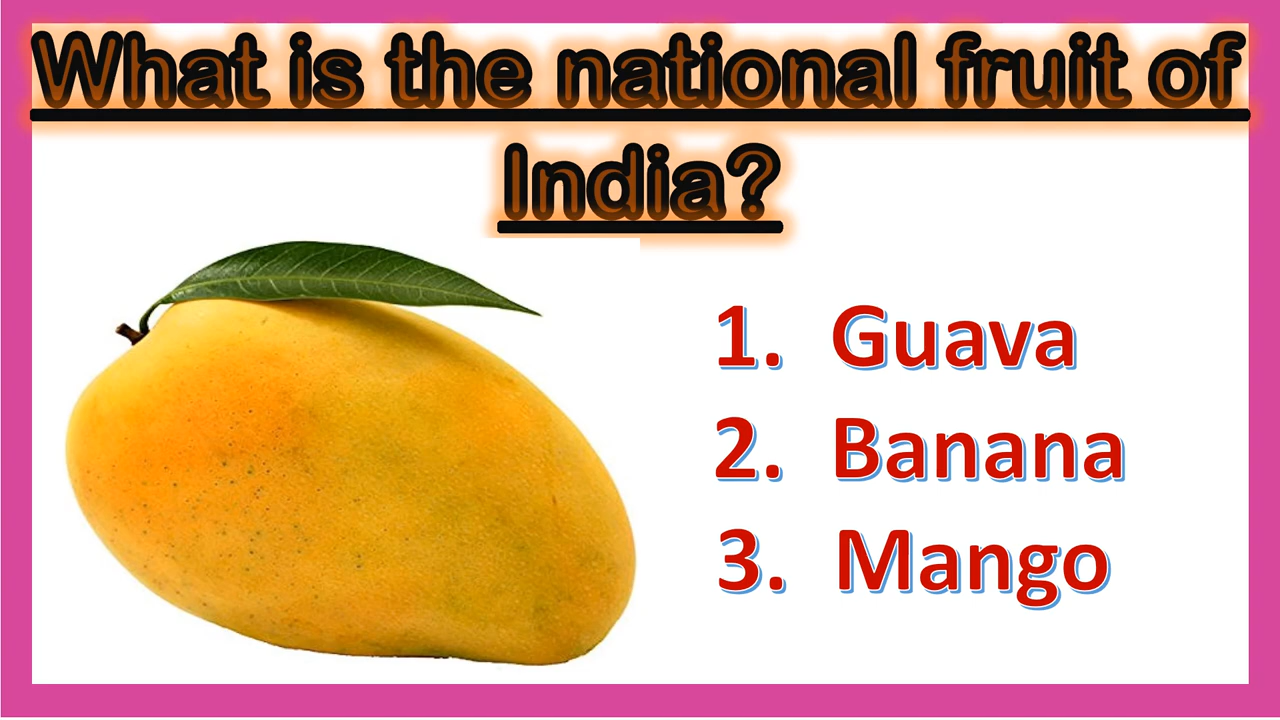 What is the national fruit of
India?
1. Guava
2. Banana
3. Mango